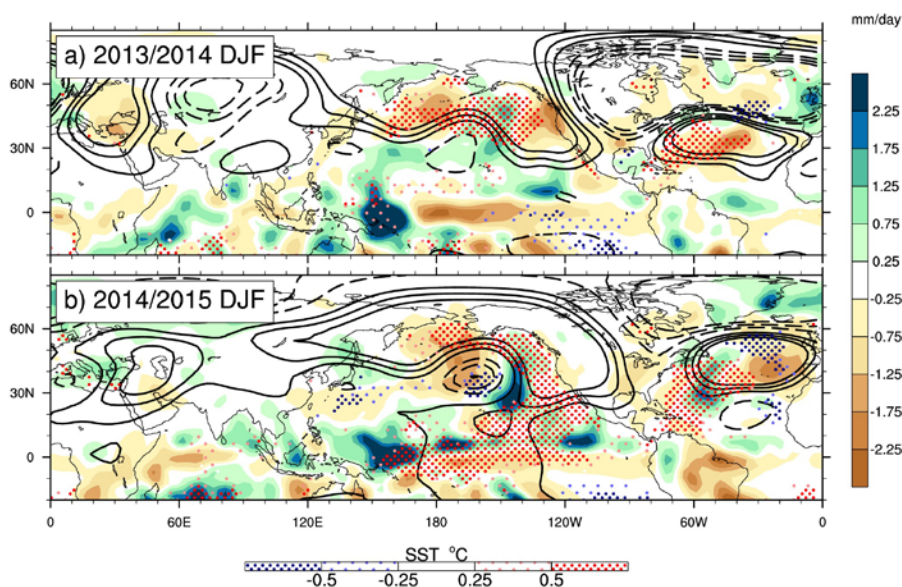 mm/day
a) 2013/2014 DJF
60N
30N
0
b) 2014/2015 DJF
60N
30N
0
0 60E 120E 180 120W 60W 0
2.25
1.75
1.25
0.75
0.25
-0.25
-0.75
-1.25
-1.75
-2.25
SST °C
-0.5 -0.25 0.25 0.5